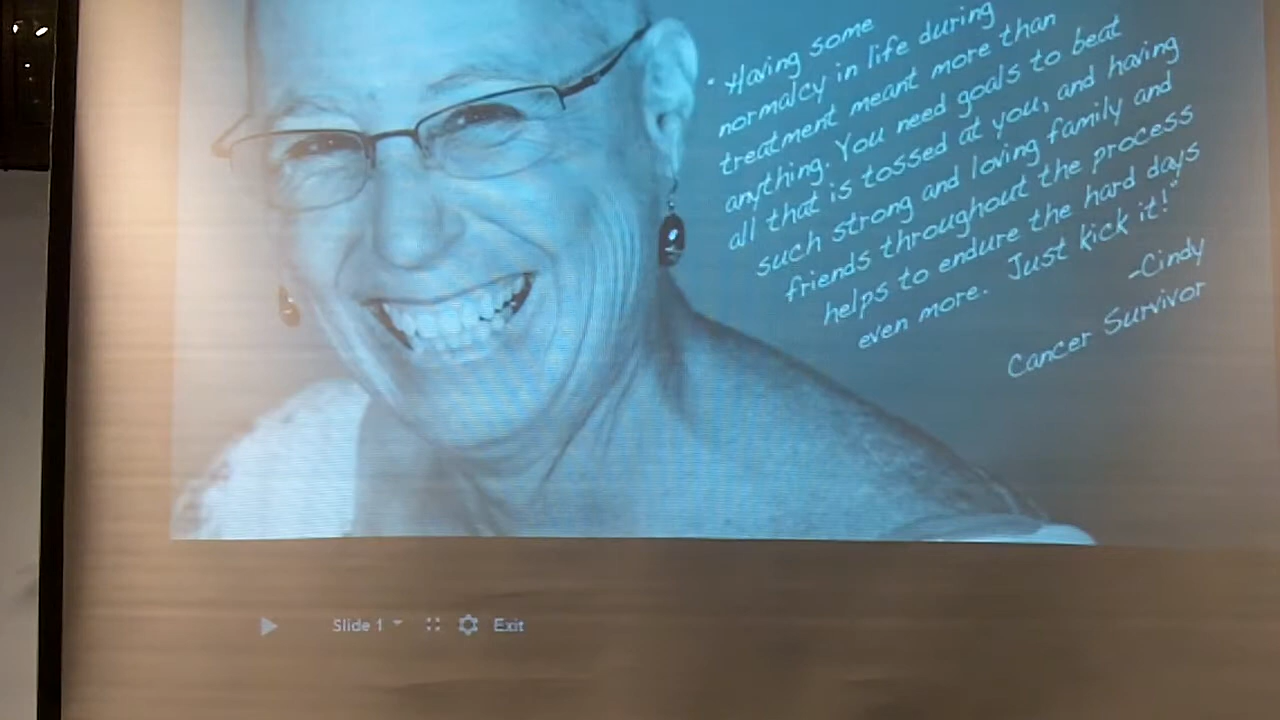 "Having some
normalcy in life during
treatment meant more than
anything. You need goals to beat
all that is tossed at you, and having
such strong and loving family and
friends throughout the process
helps to endure the hard days
even more. Just kick it!"
-Cindy
Cancer Survivor
Slide 1
Exit